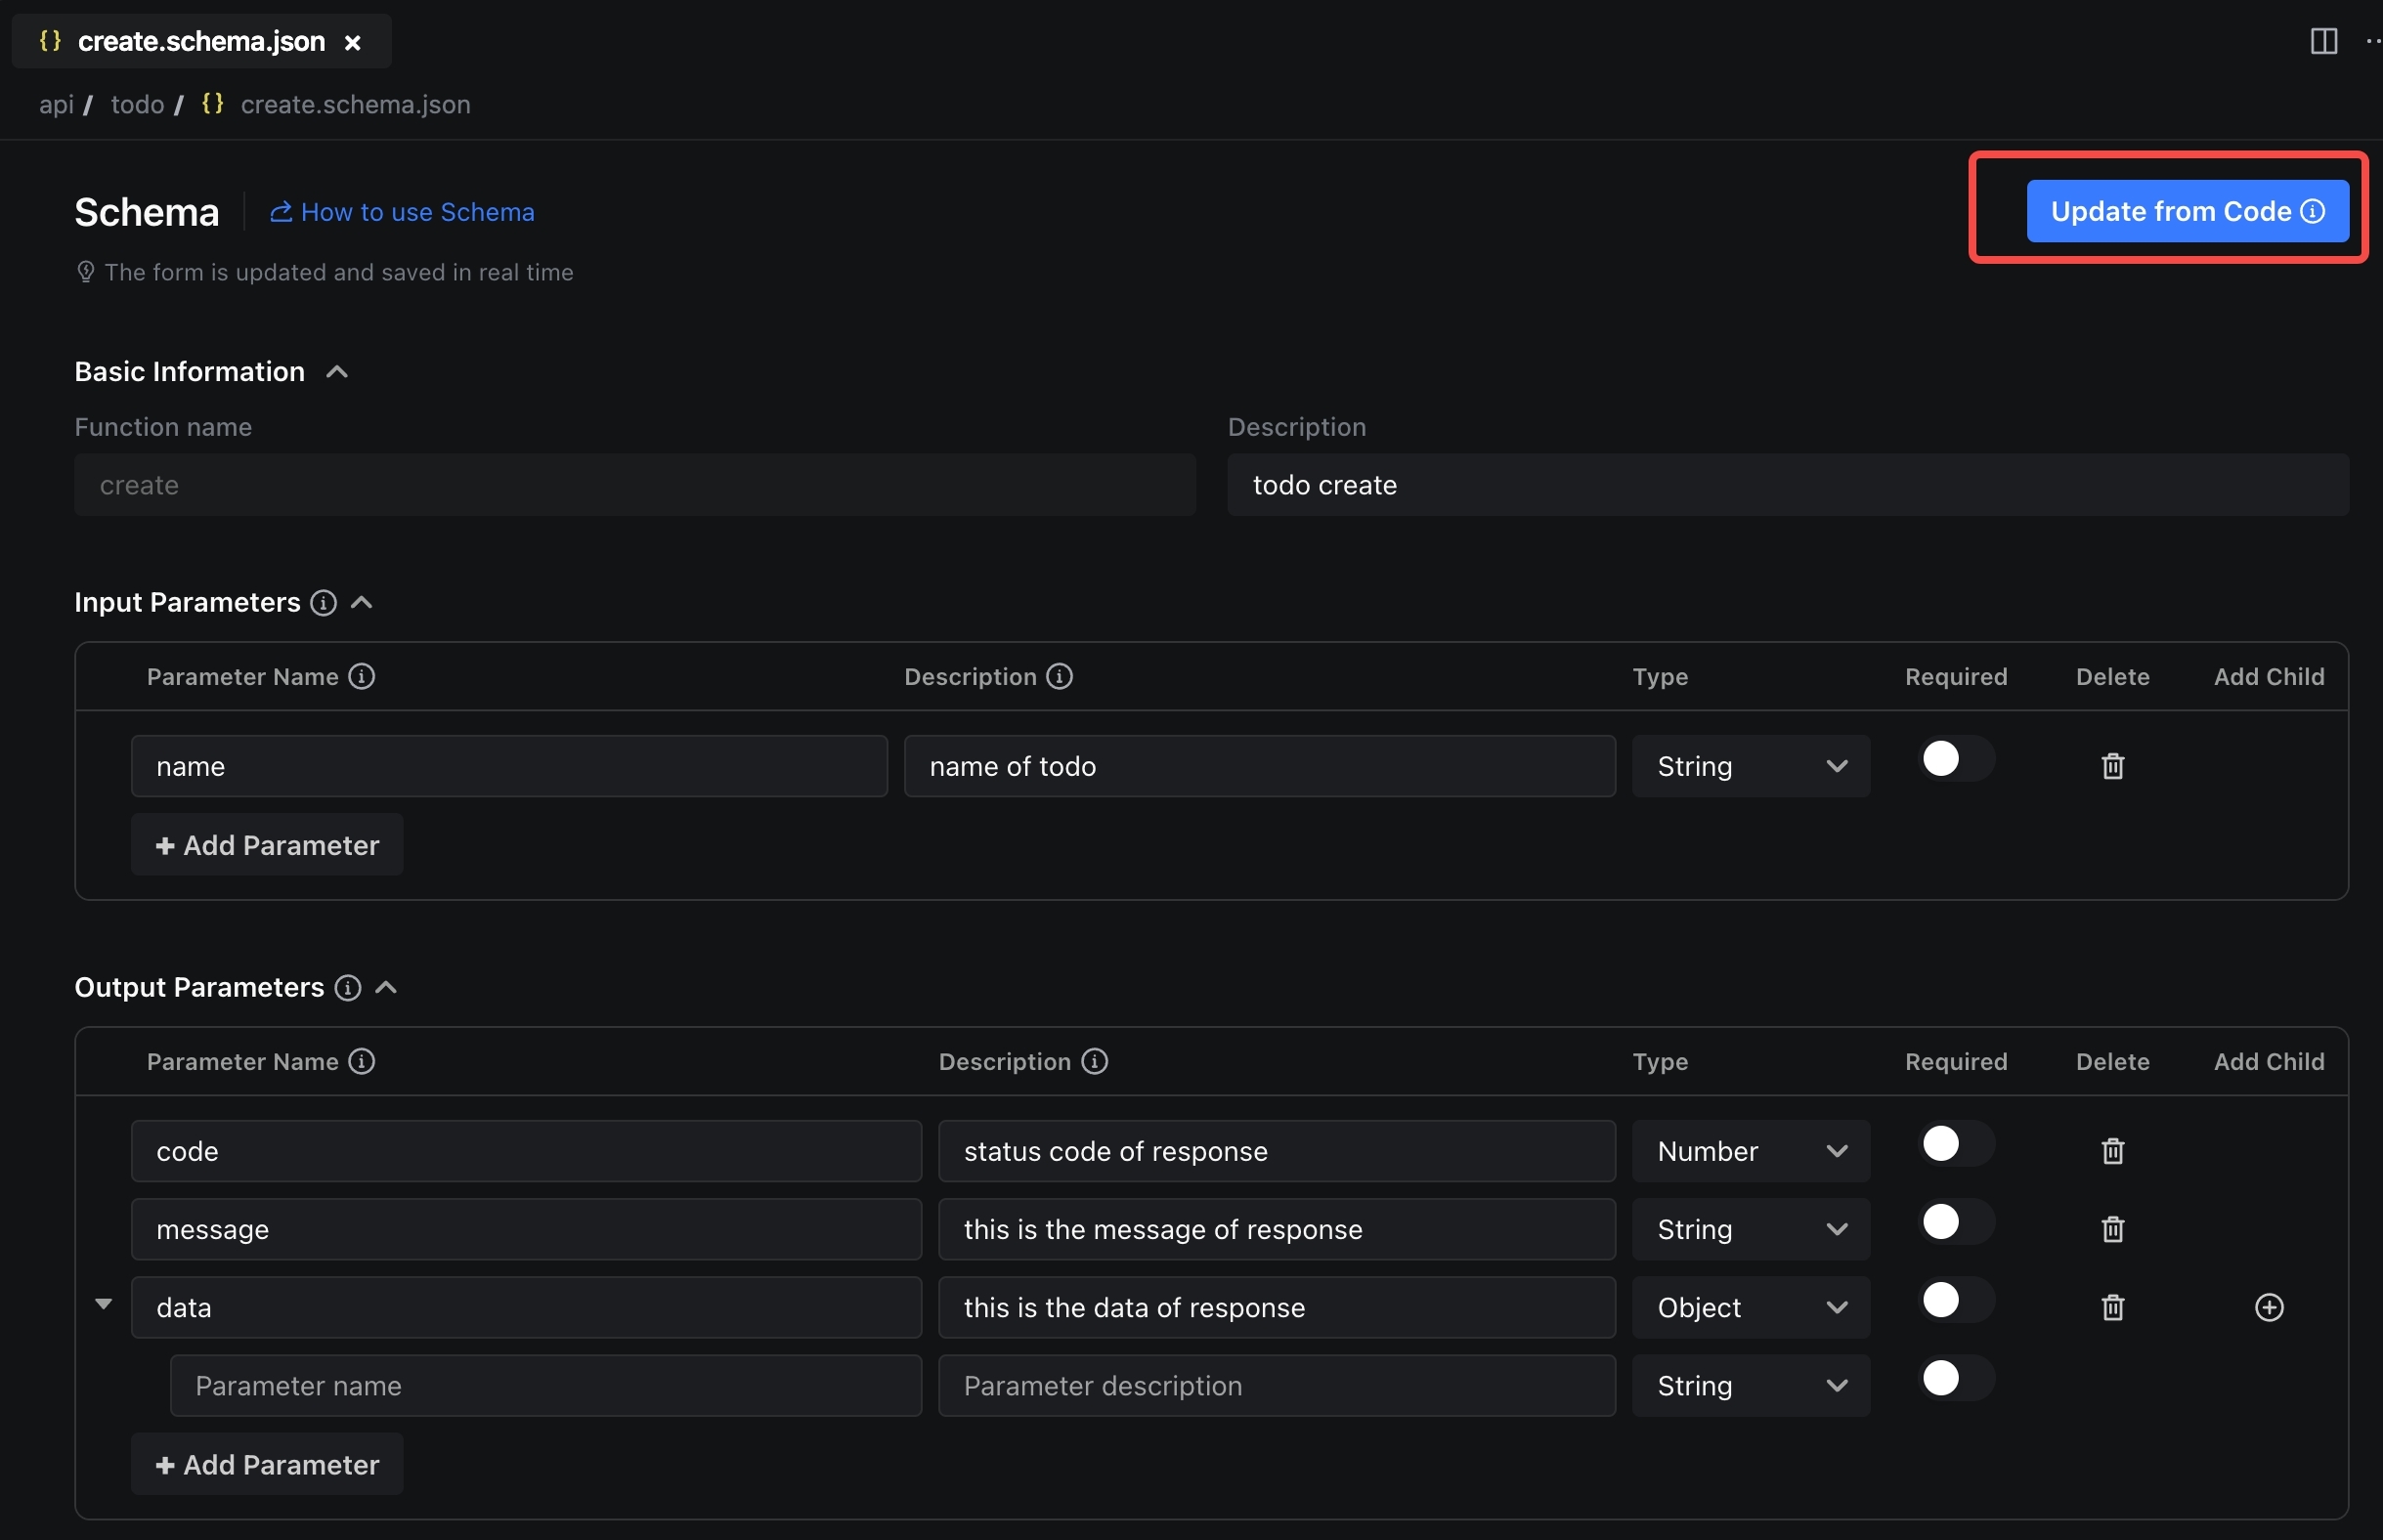 {} create.schema.json ×
api / todo / {} create.schema.json
Schema How to use Schema Update from Code
The form is updated and saved in real time
Basic Information
Function name Description
create todo create
Input Parameters
Parameter Name Description Type Required Delete Add Child
name name of todo String
+ Add Parameter
Output Parameters
Parameter Name Description Type Required Delete Add Child
code status code of response Number
message this is the message of response String
data this is the data of response Object
Parameter name Parameter description String
+ Add Parameter